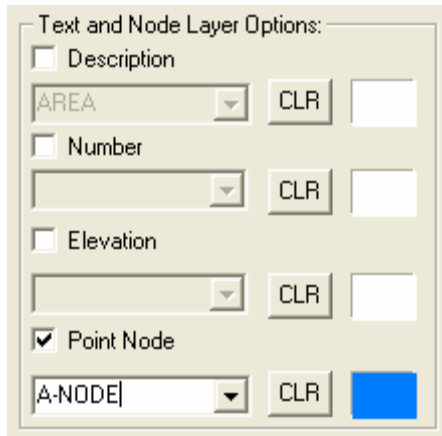 Text and Node Layer Options:
Description
AREA CLR
Number
CLR
Elevation
CLR
Point Node
A-NODE CLR